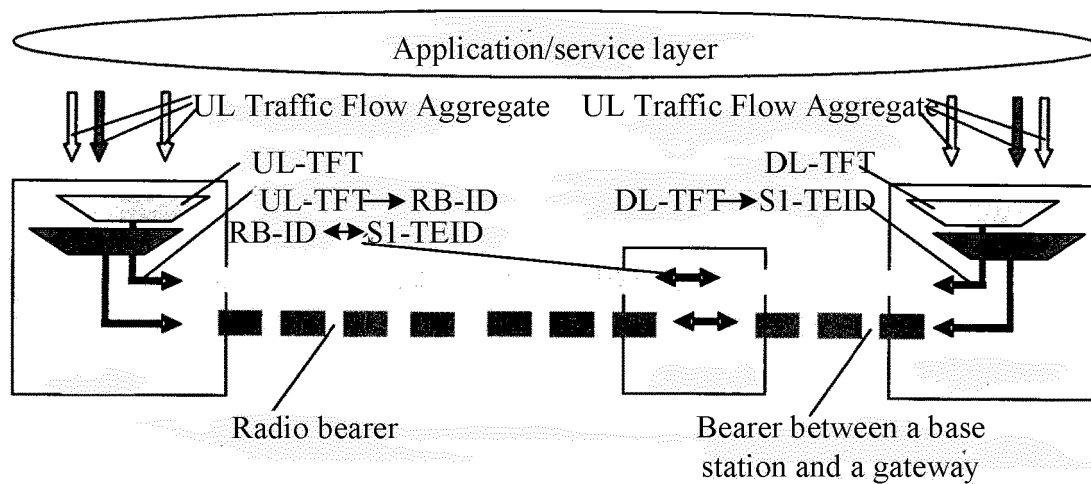 Application/service layer
UL Traffic Flow Aggregate
UL Traffic Flow Aggregate
UL-TFT
UL-TFT → RB-ID
RB-ID ↔ S1-TEID
DL-TFT
DL-TFT → S1-TEID
Radio bearer
Bearer between a base
station and a gateway